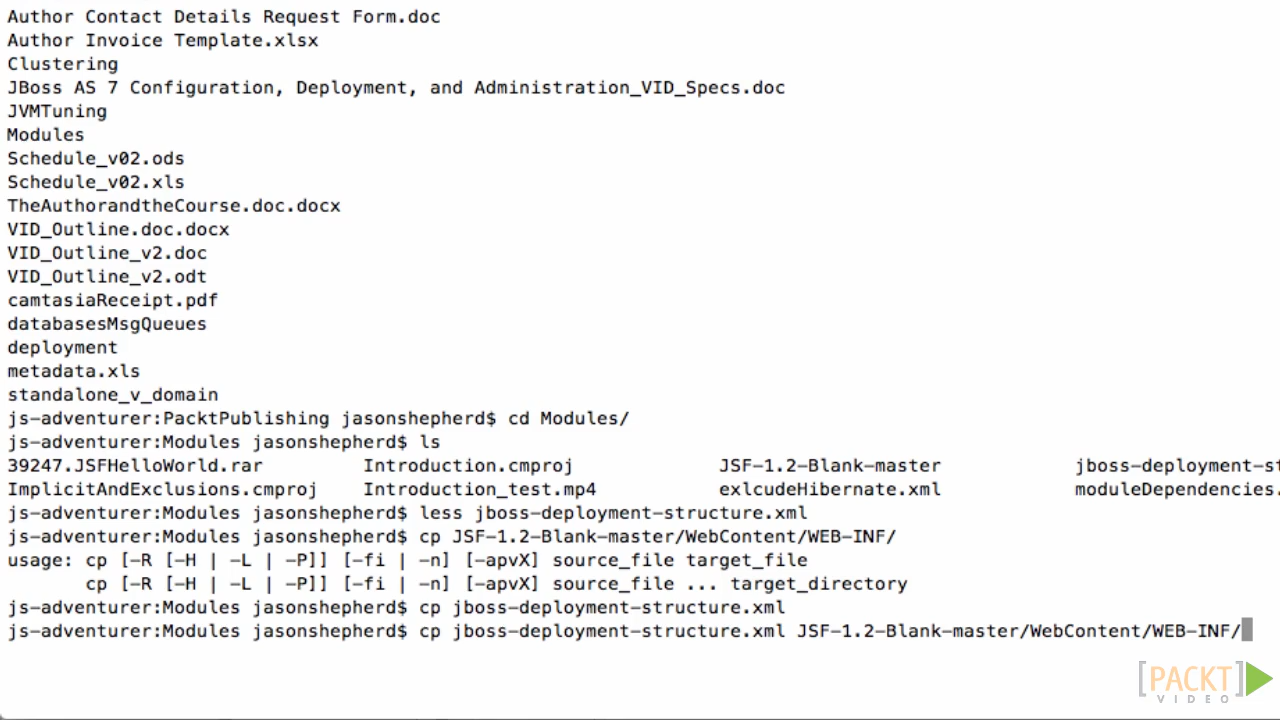 Author Contact Details Request Form.doc
Author Invoice Template.xlsx
Clustering
JBoss AS 7 Configuration, Deployment, and Administration_VID_Specs.doc
JVMTuning
Modules
Schedule_v02.ods
Schedule_v02.xls
TheAuthorandtheCourse.doc.docx
VID_Outline.doc.docx
VID_Outline_v2.doc
VID_Outline_v2.odt
camtasiaReceipt.pdf
databasesMsgQueues
deployment
metadata.xls
standalone_v_domain
js-adventurer:PacktPublishing jasonshepherd$ cd Modules/
js-adventurer:Modules jasonshepherd$ ls
39247.JSFHelloWorld.rar Introduction.cmproj JSF-1.2-Blank-master jboss-deployment-st
ImplicitAndExclusions.cmproj Introduction_test.mp4 exlcudeHibernate.xml moduleDependencies.
js-adventurer:Modules jasonshepherd$ less jboss-deployment-structure.xml
js-adventurer:Modules jasonshepherd$ cp JSF-1.2-Blank-master/WebContent/WEB-INF/
usage: cp [-R [-H | -L | -P]] [-fi | -n] [-apvX] source_file target_file
cp [-R [-H | -L | -P]] [-fi | -n] [-apvX] source_file ... target_directory
js-adventurer:Modules jasonshepherd$ cp jboss-deployment-structure.xml
js-adventurer:Modules jasonshepherd$ cp jboss-deployment-structure.xml JSF-1.2-Blank-master/WebContent/WEB-INF/
[PACKT]
VIDEO